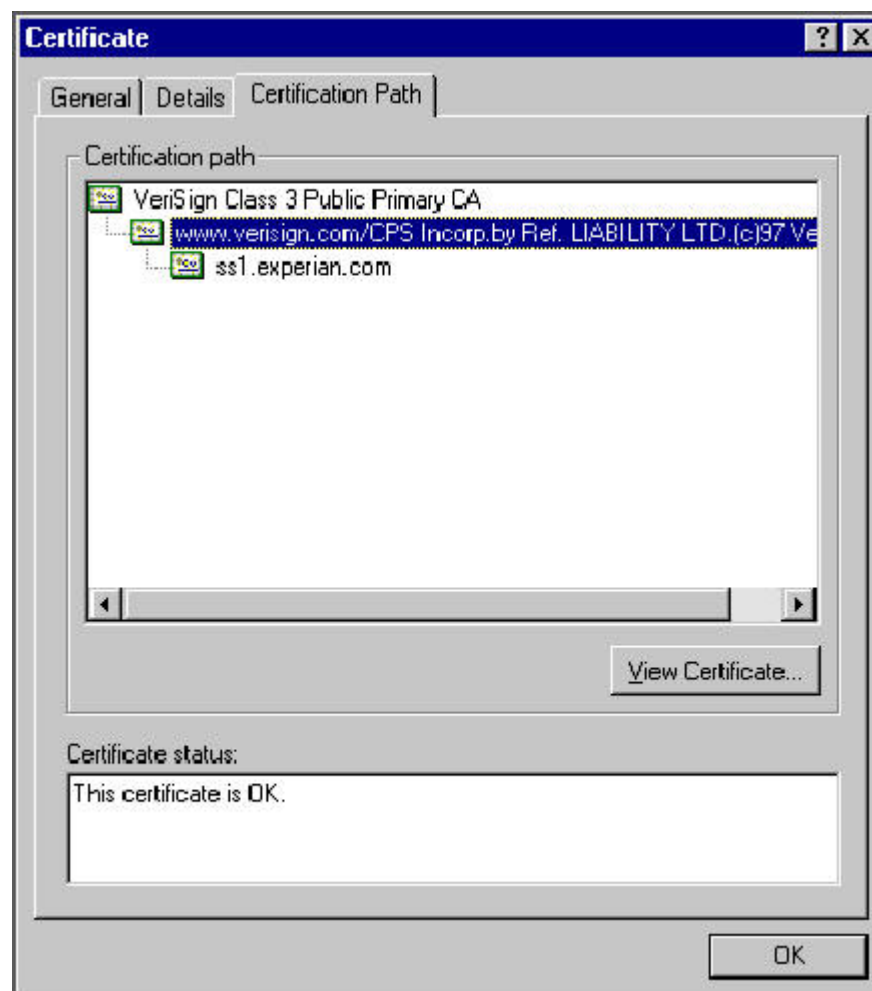 Certificate
General Details Certification Path
Certification path
VeriSign Class 3 Public Primary CA
www.verisign.com/CPS Incorp.by Ref. LIABILITY LTD.(c)97 Ve
ss1.experian.com
View Certificate...
Certificate status:
This certificate is OK.
OK